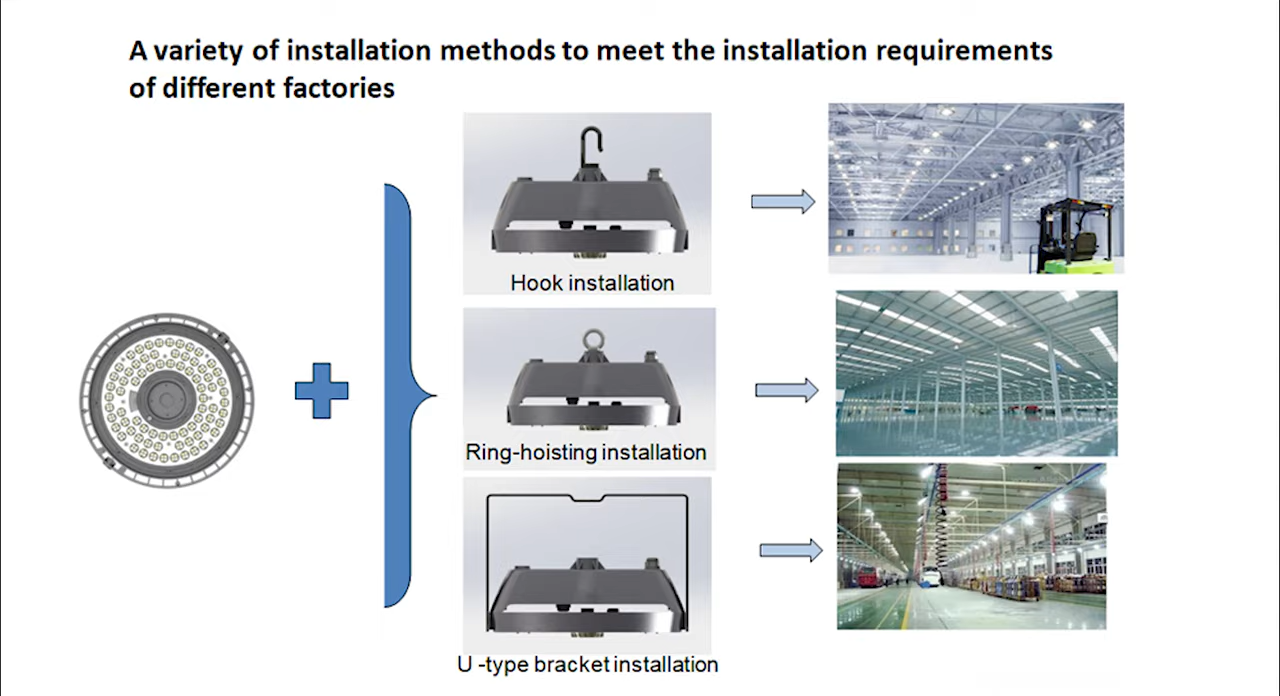 A variety of installation methods to meet the installation requirements
of different factories
Hook installation
Ring-hoisting installation
U -type bracket installation